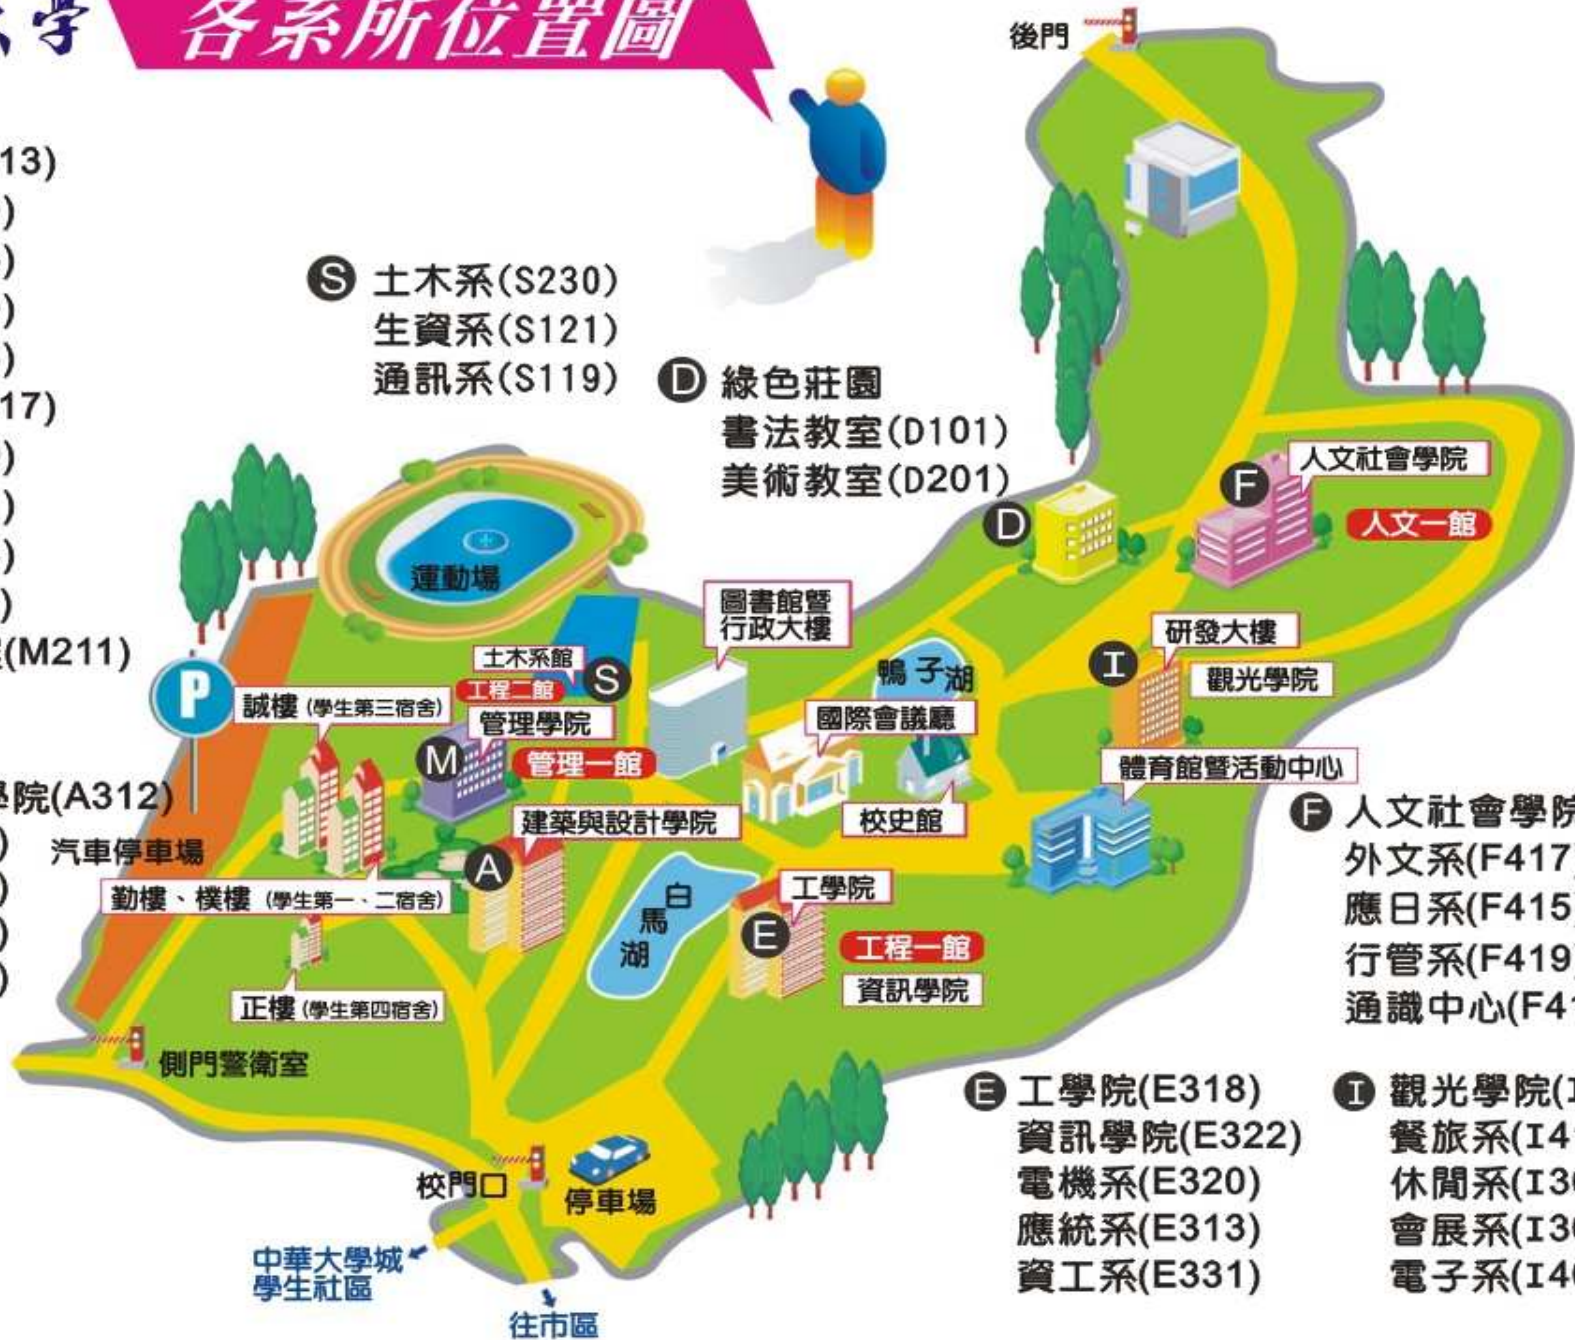 學
各系所位置圖
後門
13)
)
)
)
)
17)
)
)
)
)
(M211)
學院(A312)
)
)
)
)
S 土木系(S230)
生資系(S121)
通訊系(S119)
D 綠色莊園
書法教室(D101)
美術教室(D201)
人文社會學院
F
人文一館
D
運動場
圖書館暨
行政大樓
研發大樓
I
觀光學院
鴨子湖
土木系館
S
工程二館
P
誠樓(學生第三宿舍)
管理學院
M
管理一館
國際會議廳
體育館暨活動中心
建築與設計學院
校史館
A
汽車停車場
勤樓、樸樓(學生第一、二宿舍)
白馬湖
工學院
E
工程一館
資訊學院
正樓(學生第四宿舍)
側門警衛室
校門口
停車場
中華大學城
學生社區
往市區
F 人文社會學院
外文系(F417)
應日系(F415)
行管系(F419)
通識中心(F41
E 工學院(E318)
資訊學院(E322)
電機系(E320)
應統系(E313)
資工系(E331)
I 觀光學院(I
餐旅系(I41
休閒系(I30
會展系(I30
電子系(I40